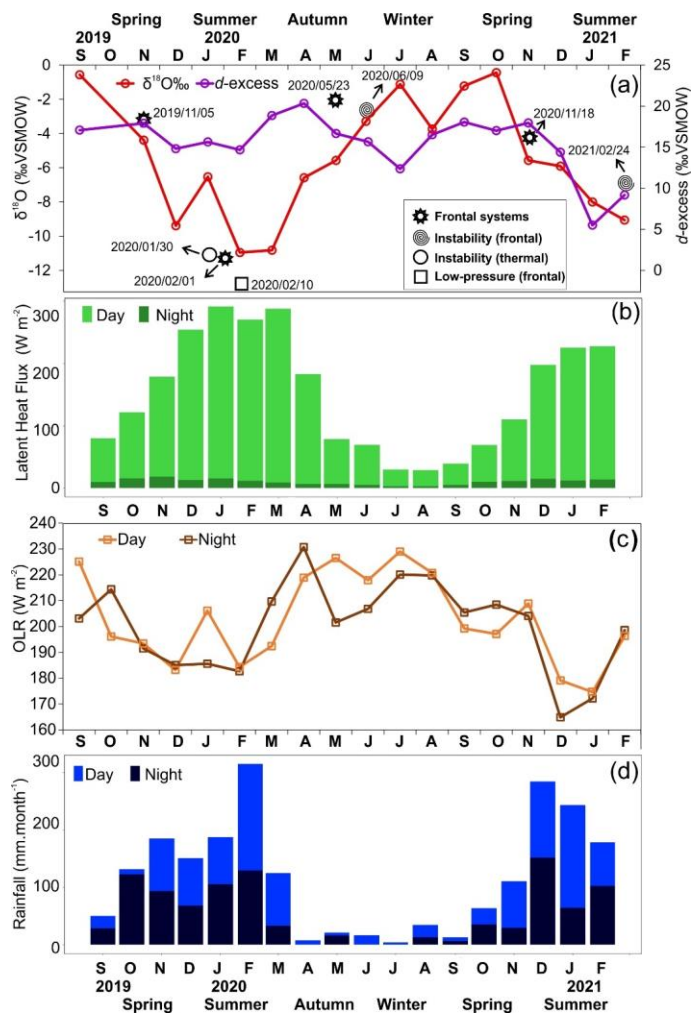 Spring Summer Autumn Winter Spring Summer
2019 2020 2021
S O N D J F M A M J J A S O N D J F
0 -2 -4 -6 -8 -10 -12
δ¹⁸O (‰VSMOW)
δ¹⁸O‰ d-excess
(a)
25 20 15 10 5 0
d-excess (‰VSMOW)
2019/11/05
2020/05/23
2020/06/09
2020/11/18
2021/02/24
2020/01/30
2020/02/01
2020/02/10
Frontal systems
Instability (frontal)
Instability (thermal)
Low-pressure (frontal)
(b)
Day Night
Latent Heat Flux (W m⁻²)
300
200
100
0
S O N D J F M A M J J A S O N D J F
(c)
Day Night
OLR (W m⁻²)
240
230
220
210
200
190
180
170
160
S O N D J F M A M J J A S O N D J F
(d)
Day Night
Rainfall (mm.month⁻¹)
300
200
100
0
S O N D J F M A M J J A S O N D J F
2019 2020 2021
Spring Summer Autumn Winter Spring Summer